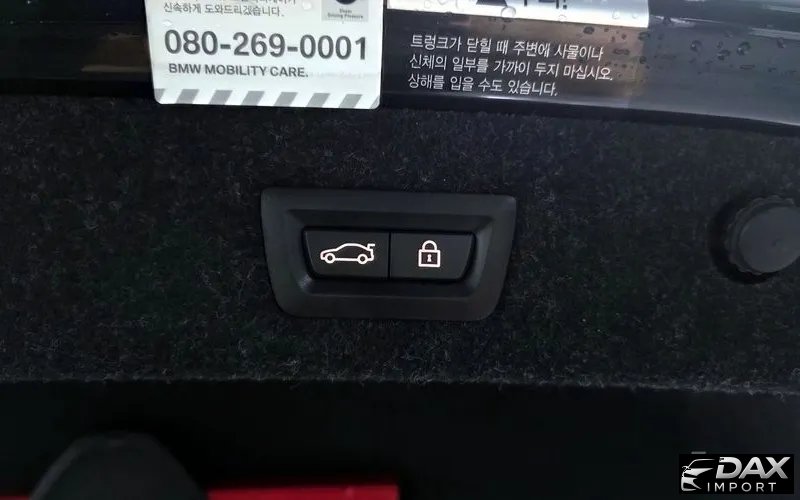 신속하게 도와드리겠습니다.
080-269-0001
BMW MOBILITY CARE.
Sheer
Driving Pleasure
트렁크가 닫힐 때 주변에 사물이나
신체의 일부를 가까이 두지 마십시오.
상해를 입을 수도 있습니다.
DAX
IMPORT